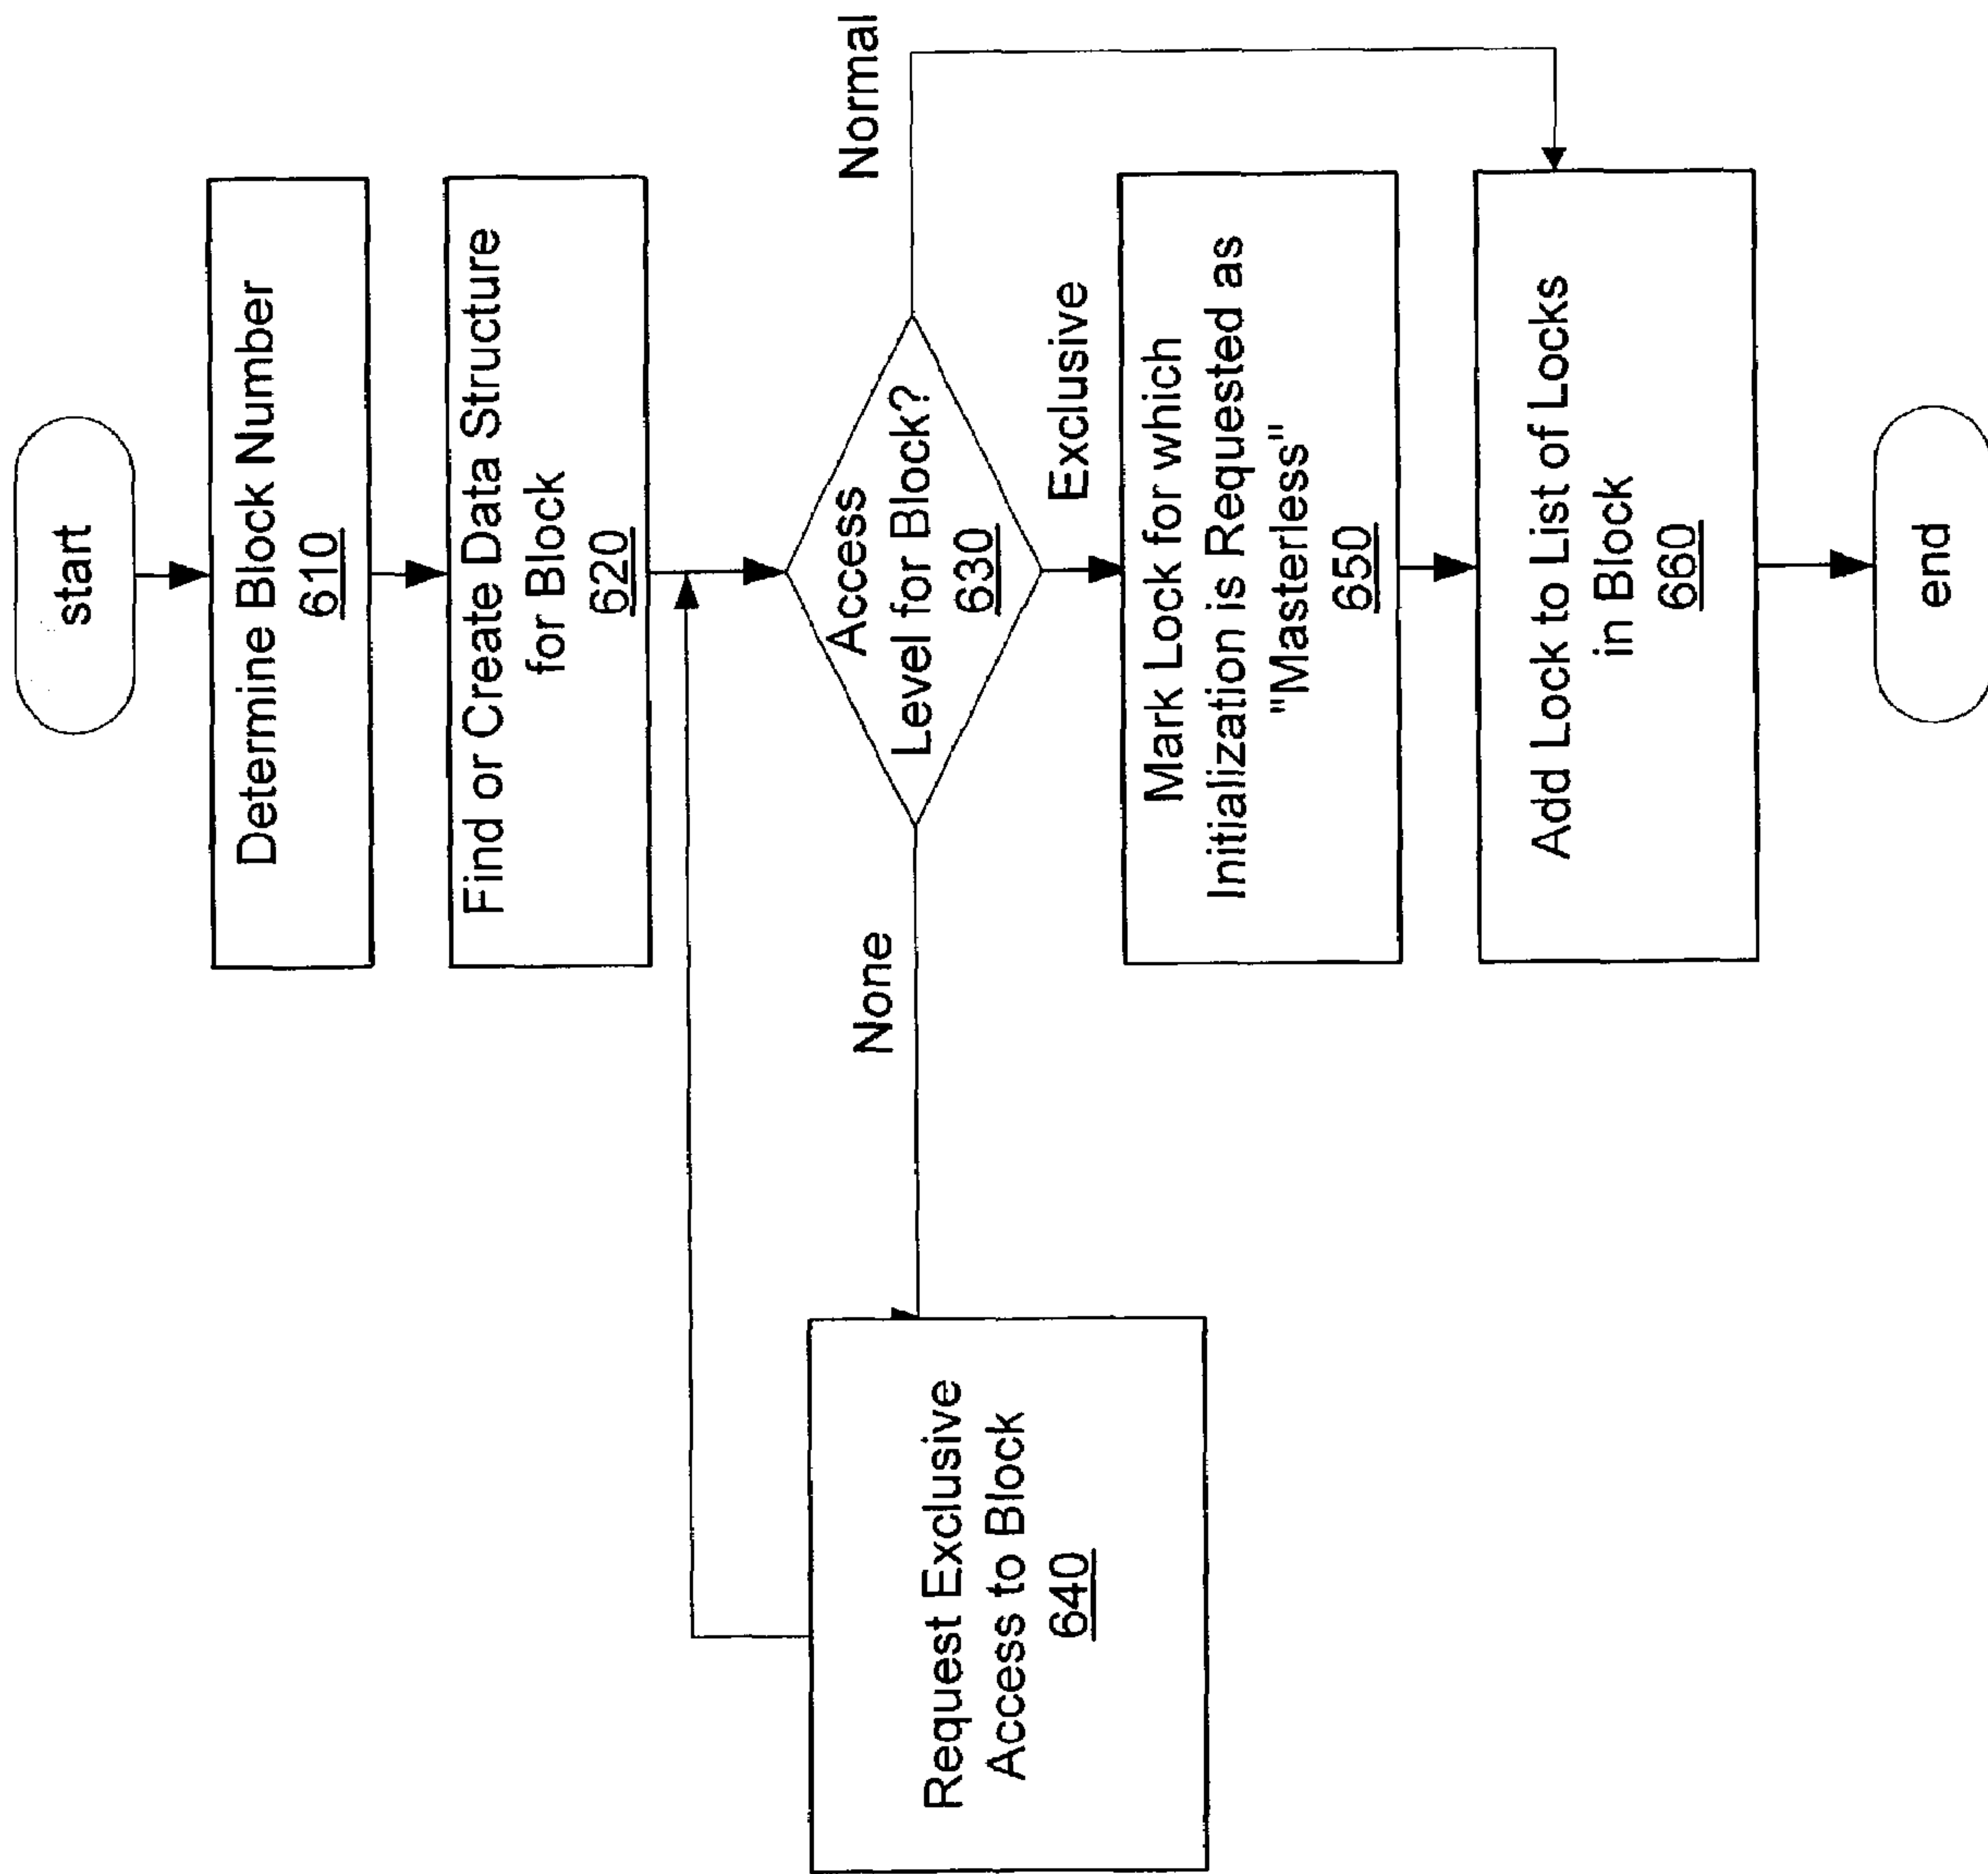 start
Determine Block Number
610
Find or Create Data Structure
for Block
620
Access
Level for Block?
630
None
Normal
Exclusive
Request Exclusive
Access to Block
640
Mark Lock for which
Initialization is Requested as
"Masterless"
650
Add Lock to List of Locks
in Block
660
end